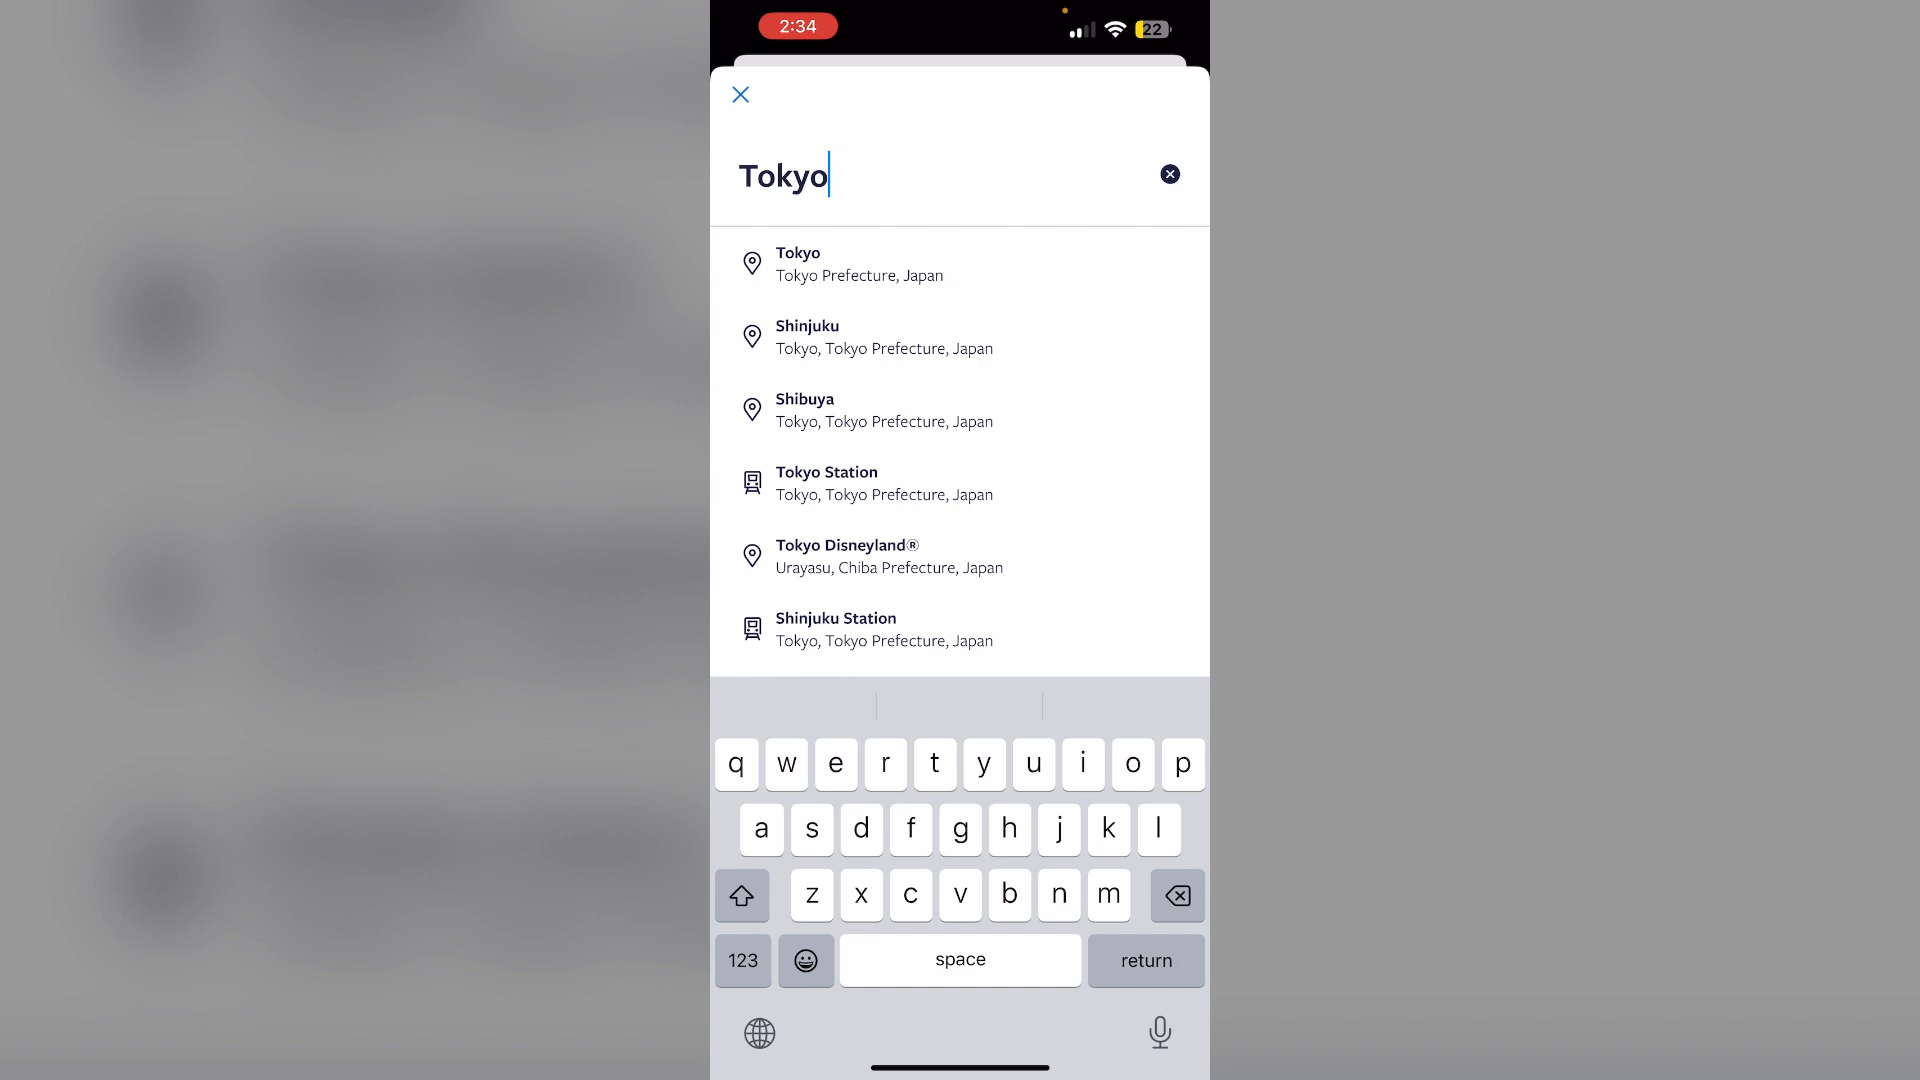 2:34
22
Tokyo
Tokyo
Tokyo Prefecture, Japan
Shinjuku
Tokyo, Tokyo Prefecture, Japan
Shibuya
Tokyo, Tokyo Prefecture, Japan
Tokyo Station
Tokyo, Tokyo Prefecture, Japan
Tokyo Disneyland®
Urayasu, Chiba Prefecture, Japan
Shinjuku Station
Tokyo, Tokyo Prefecture, Japan
q w e r t y u i o p
a s d f g h j k l
z x c v b n m
123 space return